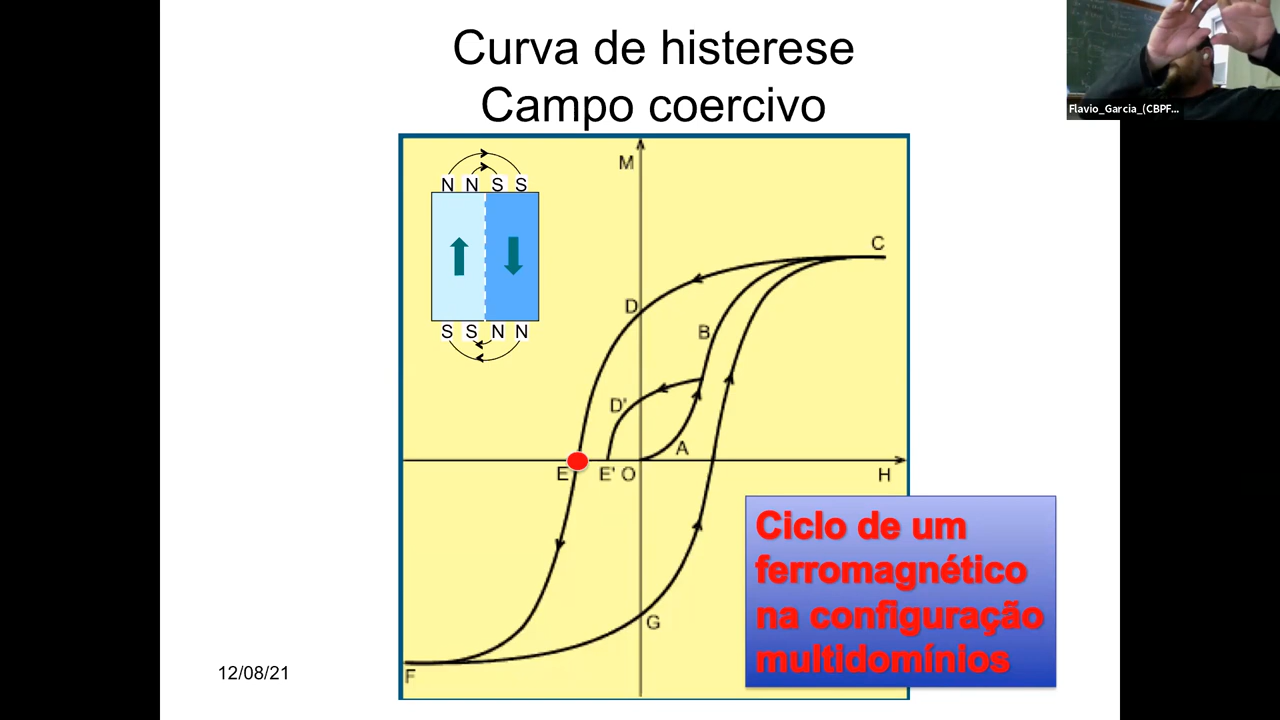 Curva de histerese
Campo coercivo
Flavio_Garcia_(CBPF...
N N S S
S S N N
M
C
D
B
D'
A
E E' O
H
G
F
Ciclo de um
ferromagnético
na configuração
multidomínios
12/08/21